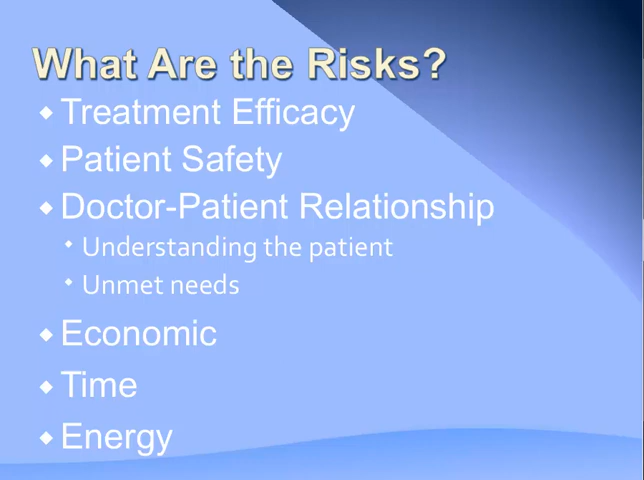 What Are the Risks?
Treatment Efficacy
Patient Safety
Doctor-Patient Relationship
Understanding the patient
Unmet needs
Economic
Time
Energy